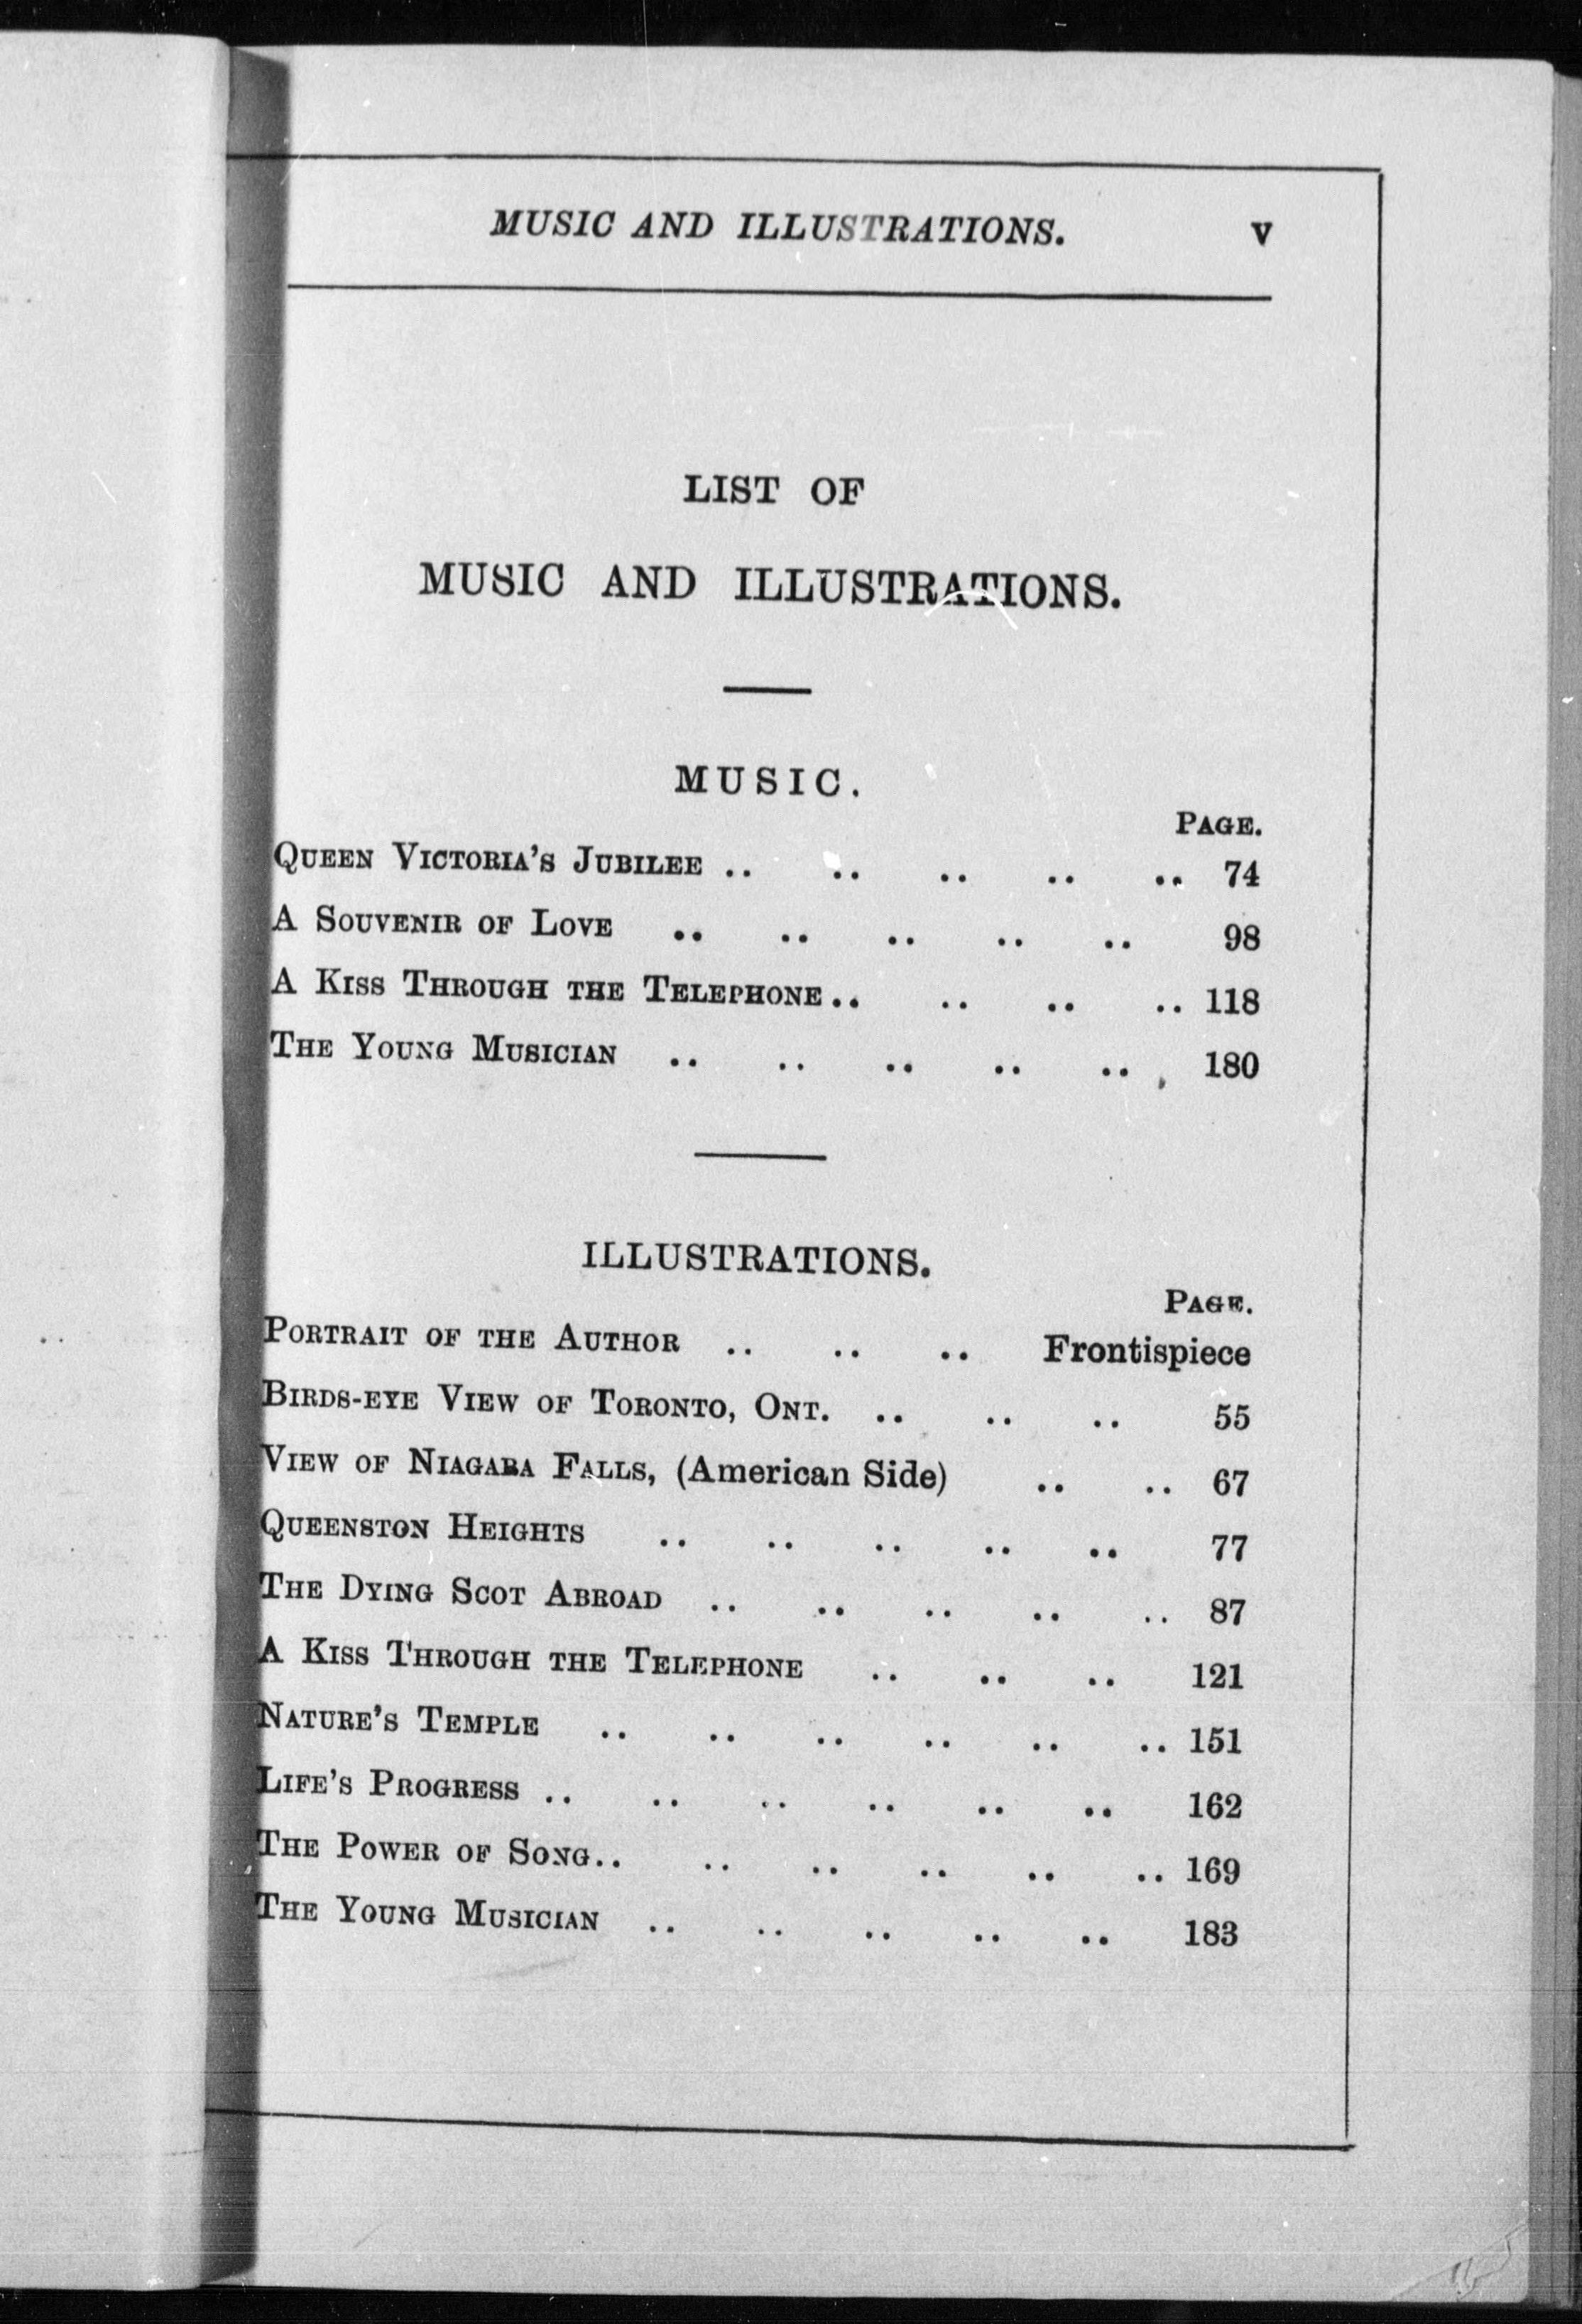 MUSIC AND ILLUSTRATIONS. v
LIST OF
MUSIC AND ILLUSTRATIONS.
MUSIC.
PAGE.
QUEEN VICTORIA'S JUBILEE .. .. .. .. .. 74
A SOUVENIR OF LOVE .. .. .. .. .. 98
A KISS THROUGH THE TELEPHONE .. .. .. .. 118
THE YOUNG MUSICIAN .. .. .. .. .. 180
ILLUSTRATIONS.
PAGE.
PORTRAIT OF THE AUTHOR .. .. .. Frontispiece
BIRDS-EYE VIEW OF TORONTO, ONT. .. .. .. 55
VIEW OF NIAGARA FALLS, (American Side) .. .. 67
QUEENSTON HEIGHTS .. .. .. .. .. 77
THE DYING SCOT ABROAD .. .. .. .. .. 87
A KISS THROUGH THE TELEPHONE .. .. .. 121
NATURE'S TEMPLE .. .. .. .. .. .. 151
LIFE'S PROGRESS .. .. .. .. .. .. 162
THE POWER OF SONG .. .. .. .. .. .. 169
THE YOUNG MUSICIAN .. .. .. .. .. 183